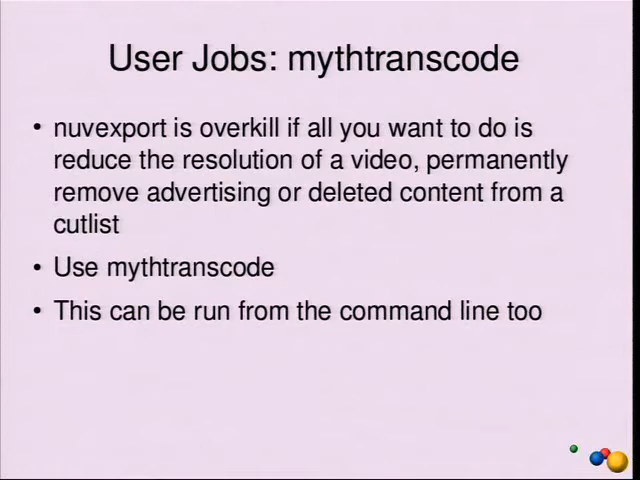 User Jobs: mythtranscode
• nuvexport is overkill if all you want to do is
reduce the resolution of a video, permanently
remove advertising or deleted content from a
cutlist
• Use mythtranscode
• This can be run from the command line too